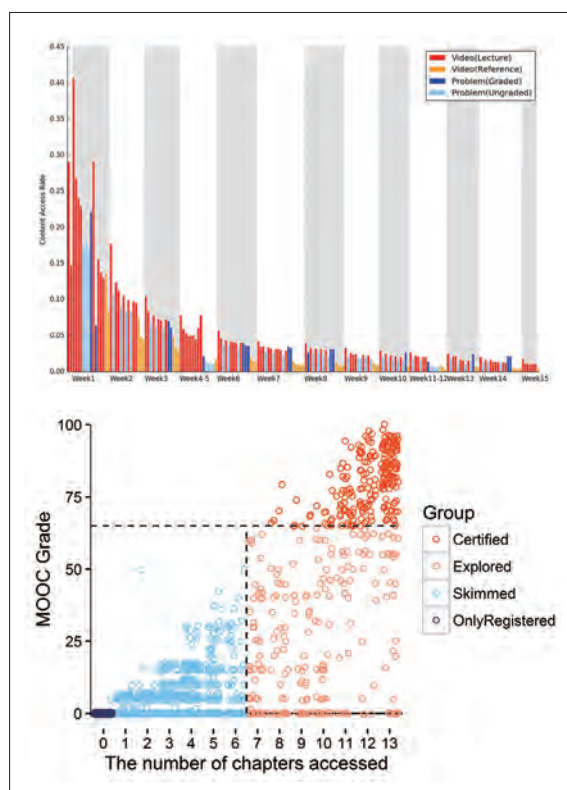 0.45
0.40
0.35
0.30
0.25
0.20
0.15
0.10
0.05
0.00
Content Access Rate
Video(Lecture)
Video(Reference)
Problem(Graded)
Problem(Ungraded)
Week1 Week2 Week3 Week4-5 Week6 Week7 Week8 Week9 Week10 Week11-12 Week13 Week14 Week15
100
75
50
25
0
MOOC Grade
Group
Certified
Explored
Skimmed
OnlyRegistered
0 1 2 3 4 5 6 7 8 9 10 11 12 13
The number of chapters accessed